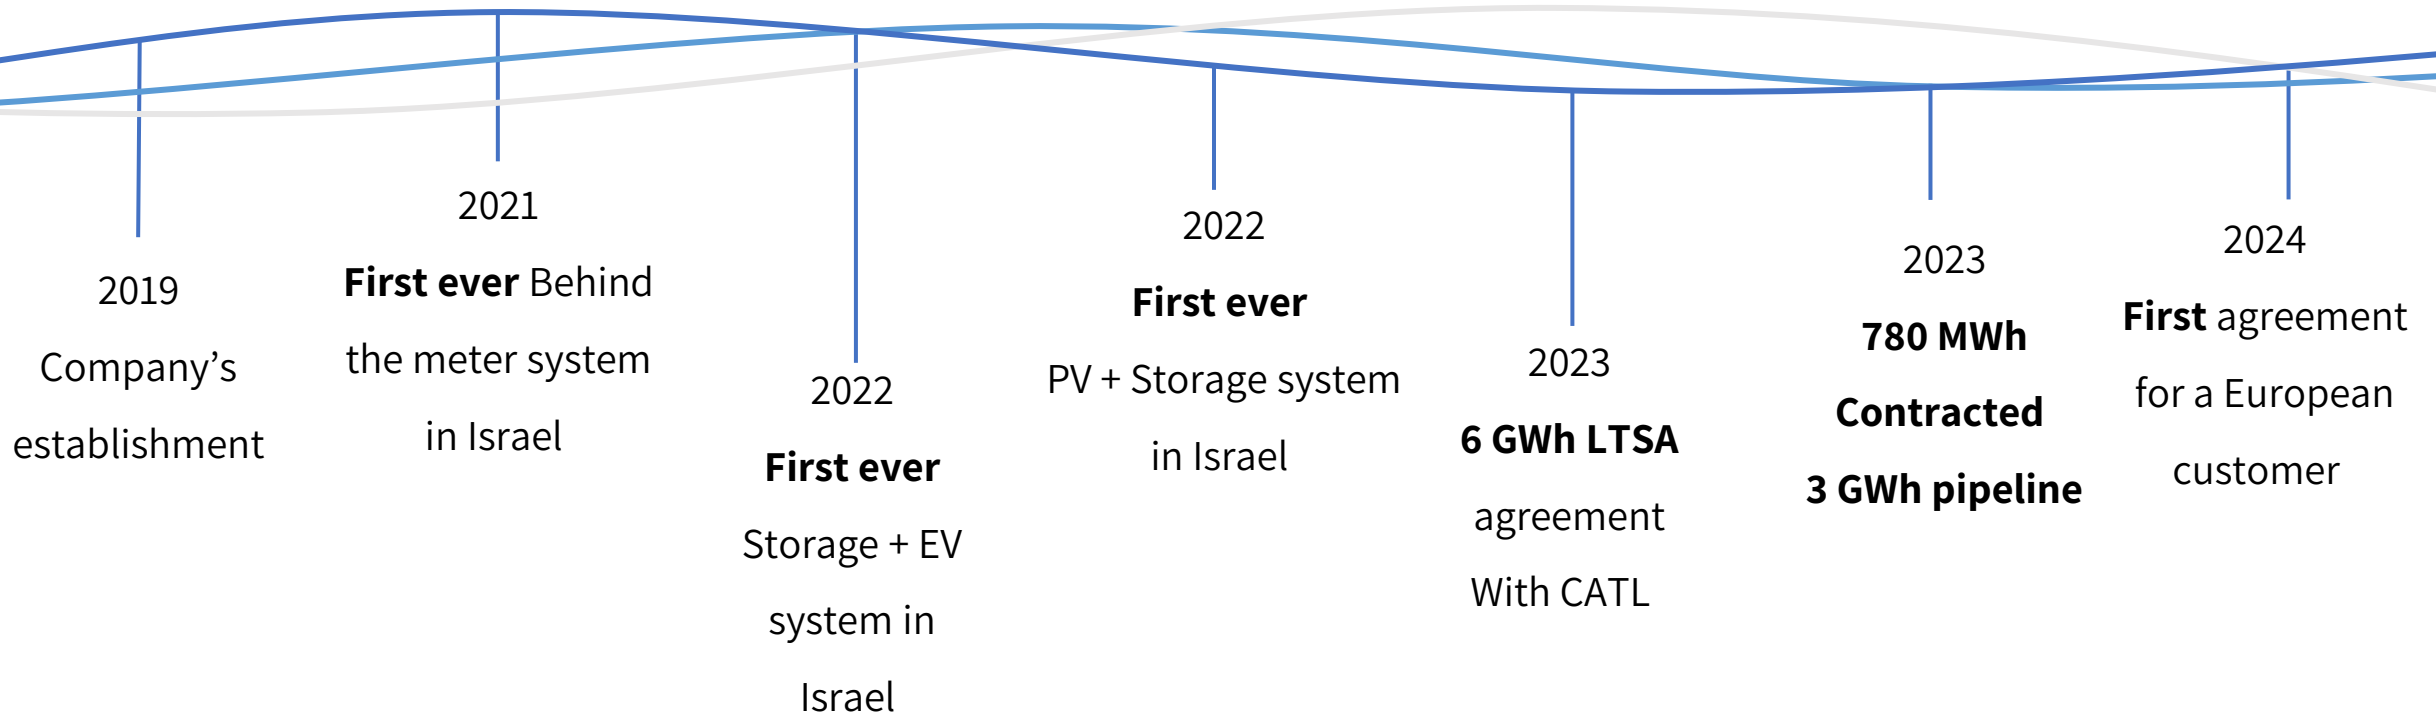 2019
Company’s
establishment
2021
First ever Behind
the meter system
in Israel
2022
First ever
Storage + EV
system in
Israel
2022
First ever
PV + Storage system
in Israel
2023
6 GWh LTSA
agreement
With CATL
2023
780 MWh
Contracted
3 GWh pipeline
2024
First agreement
for a European
customer